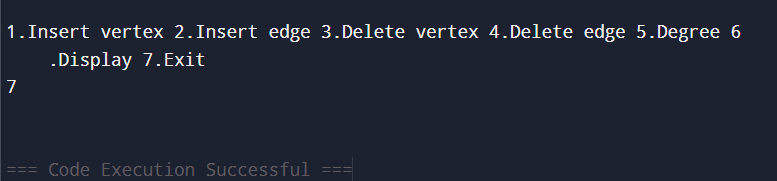 1.Insert vertex 2.Insert edge 3.Delete vertex 4.Delete edge 5.Degree 6
.Display 7.Exit
7
=== Code Execution Successful ===